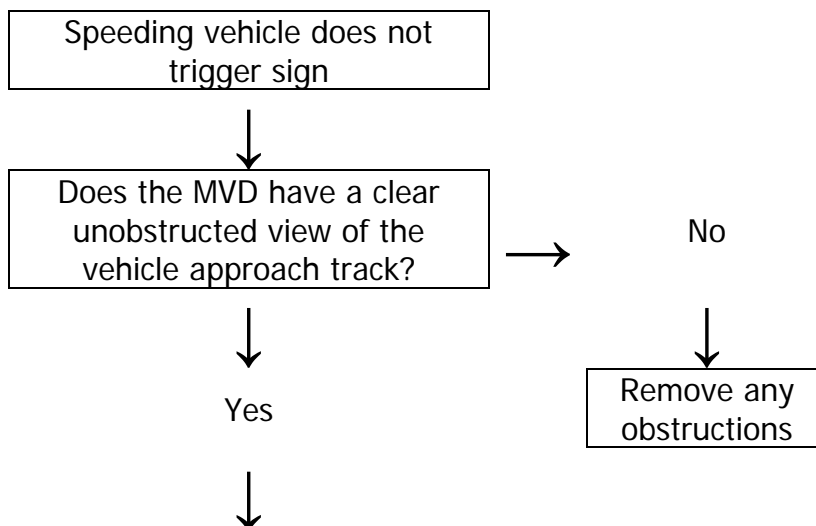 Speeding vehicle does not
trigger sign
Does the MVD have a clear
unobstructed view of the
vehicle approach track?
No
Yes
Remove any
obstructions